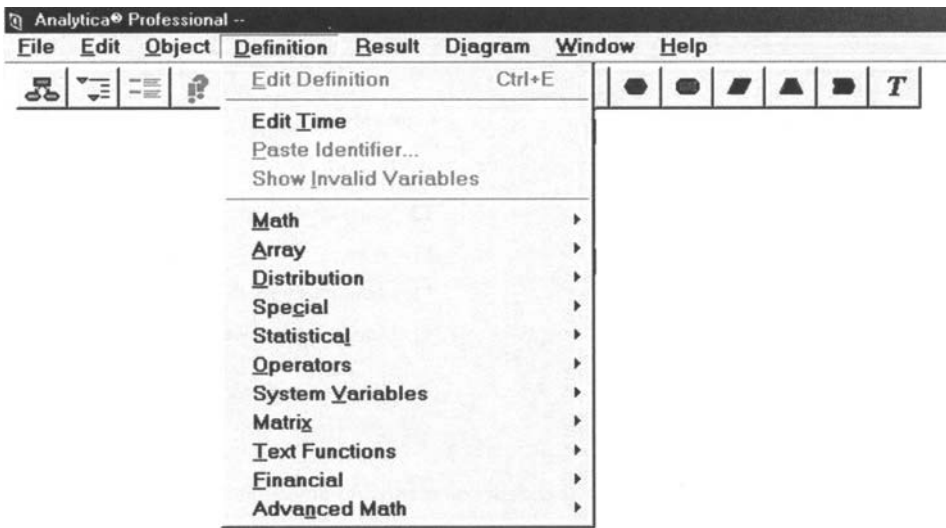 Analytica® Professional --
File Edit Object Definition Result Diagram Window Help
T
Edit Definition Ctrl+E
Edit Time
Paste Identifier...
Show Invalid Variables
Math
Array
Distribution
Special
Statistical
Operators
System Variables
Matrix
Text Functions
Financial
Advanced Math